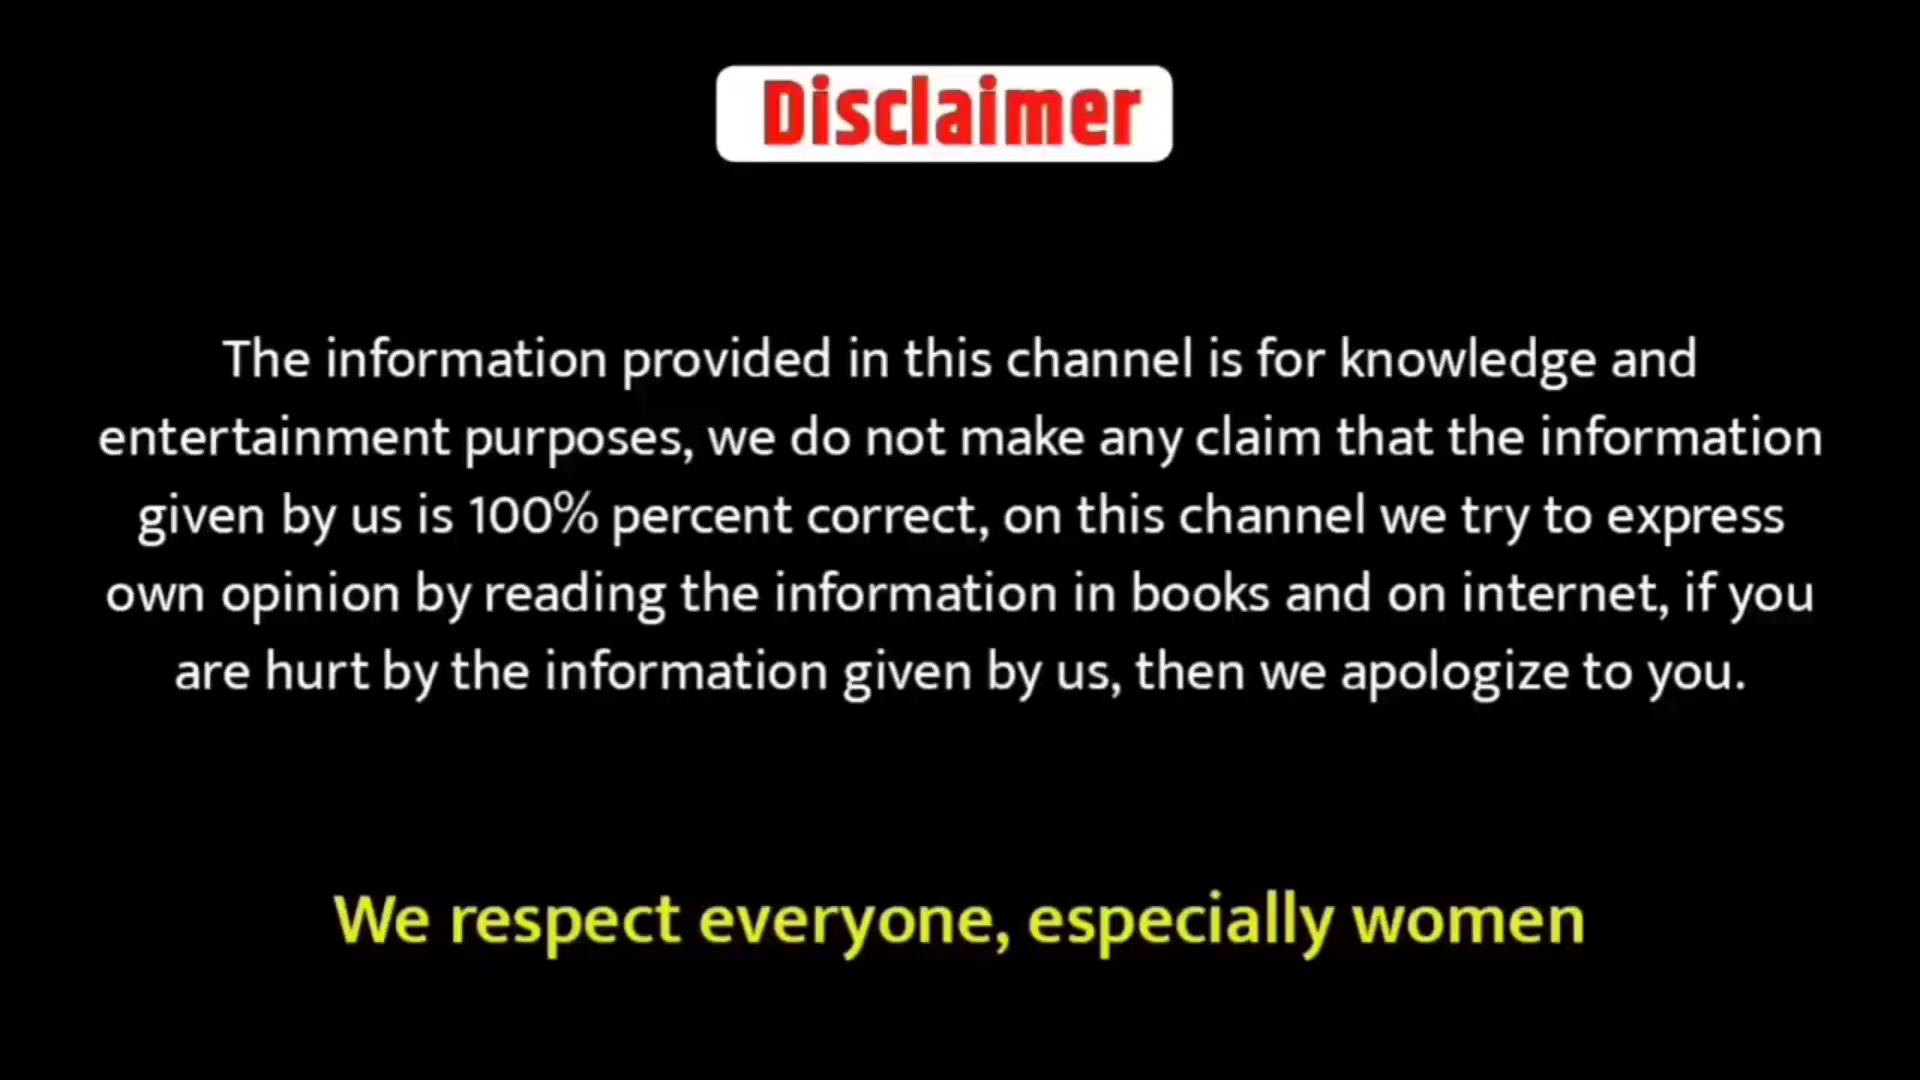 Disclaimer
The information provided in this channel is for knowledge and
entertainment purposes, we do not make any claim that the information
given by us is 100% percent correct, on this channel we try to express
own opinion by reading the information in books and on internet, if you
are hurt by the information given by us, then we apologize to you.
We respect everyone, especially women